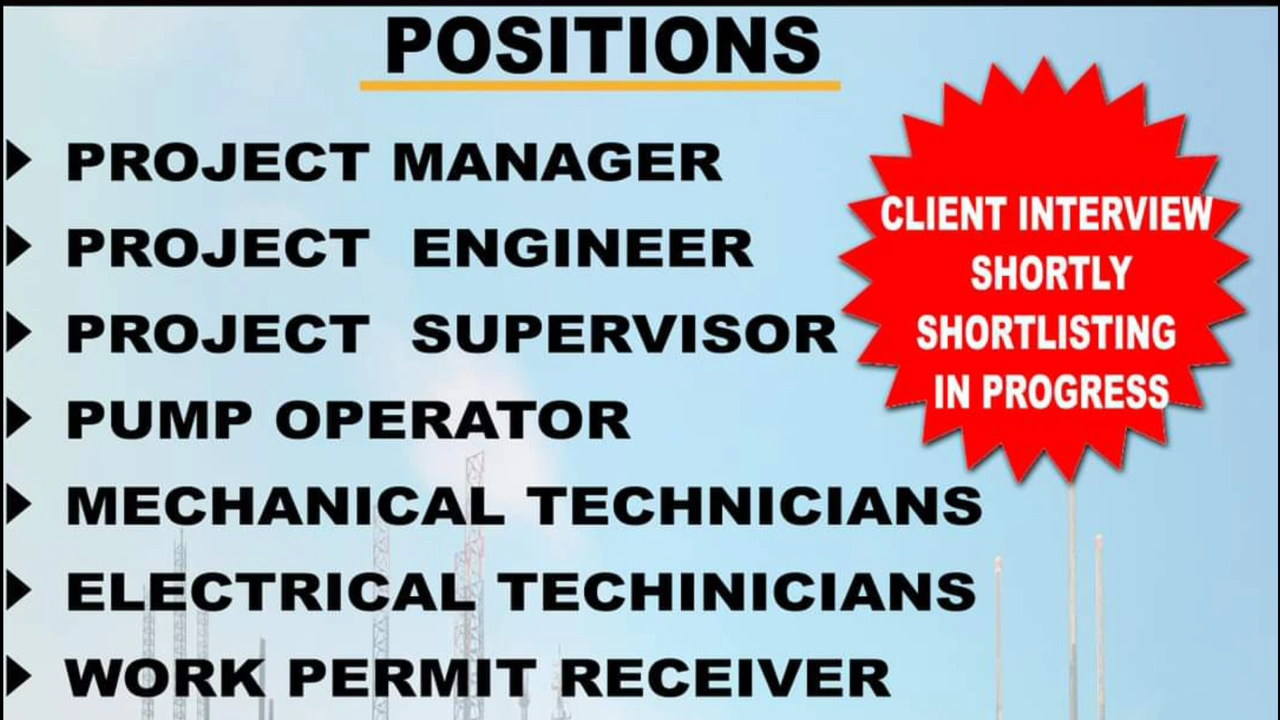 POSITIONS
PROJECT MANAGER
PROJECT ENGINEER
PROJECT SUPERVISOR
PUMP OPERATOR
MECHANICAL TECHNICIANS
ELECTRICAL TECHINICIANS
WORK PERMIT RECEIVER
CLIENT INTERVIEW
SHORTLY
SHORTLISTING
IN PROGRESS